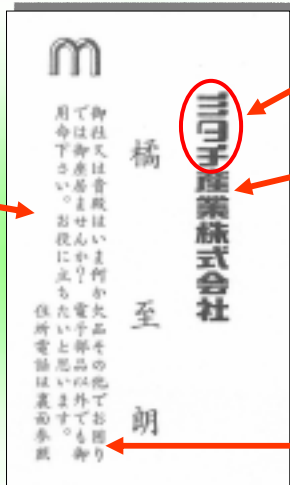 ミタチ産業株式会社
橘 至 朗
御社又は貴殿はいま何か欠品その他でお困り
では御座居ませんか? 電子部品以外でも御
用命下さい。お役に立ちたいと思います。
住所電話は裏面参照
m